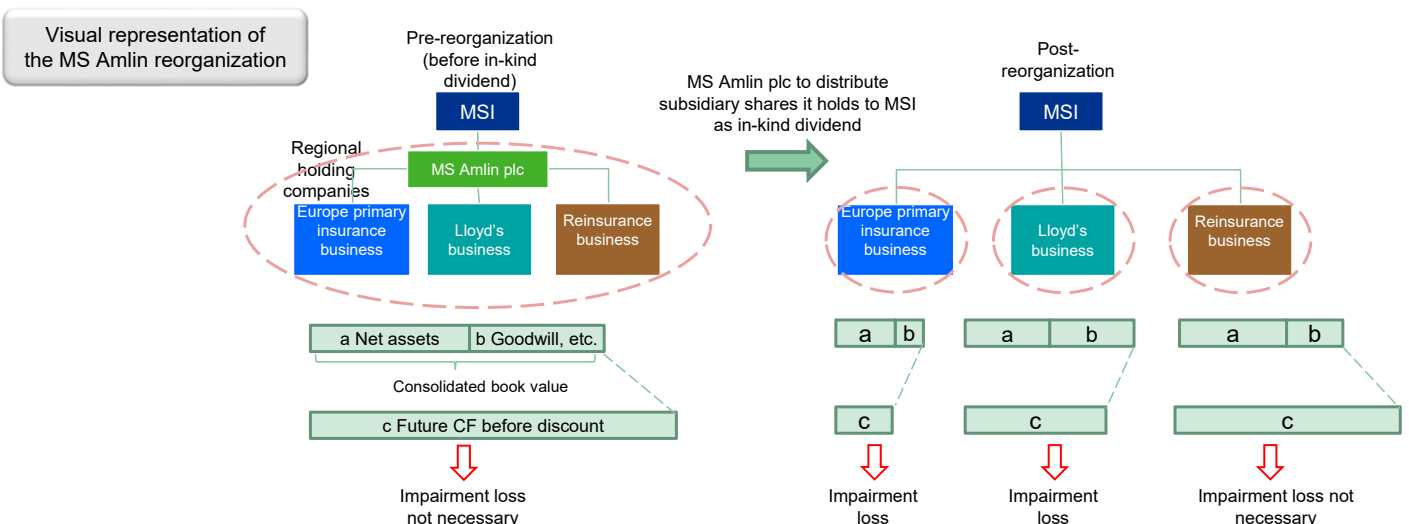 Visual representation of
the MS Amlin reorganization
Pre-reorganization
(before in-kind
dividend)
MSI
Regional
holding
companies
MS Amlin plc
Europe primary
insurance
business
Lloyd's
business
Reinsurance
business
a Net assets
b Goodwill, etc.
Consolidated book value
c Future CF before discount
Impairment loss
not necessary
MS Amlin plc to distribute
subsidiary shares it holds to MSI
as in-kind dividend
Post-
reorganization
MSI
Europe primary
insurance
business
Lloyd's
business
Reinsurance
business
a
b
a
b
a
b
c
c
c
Impairment
loss
Impairment
loss
Impairment loss not
necessary